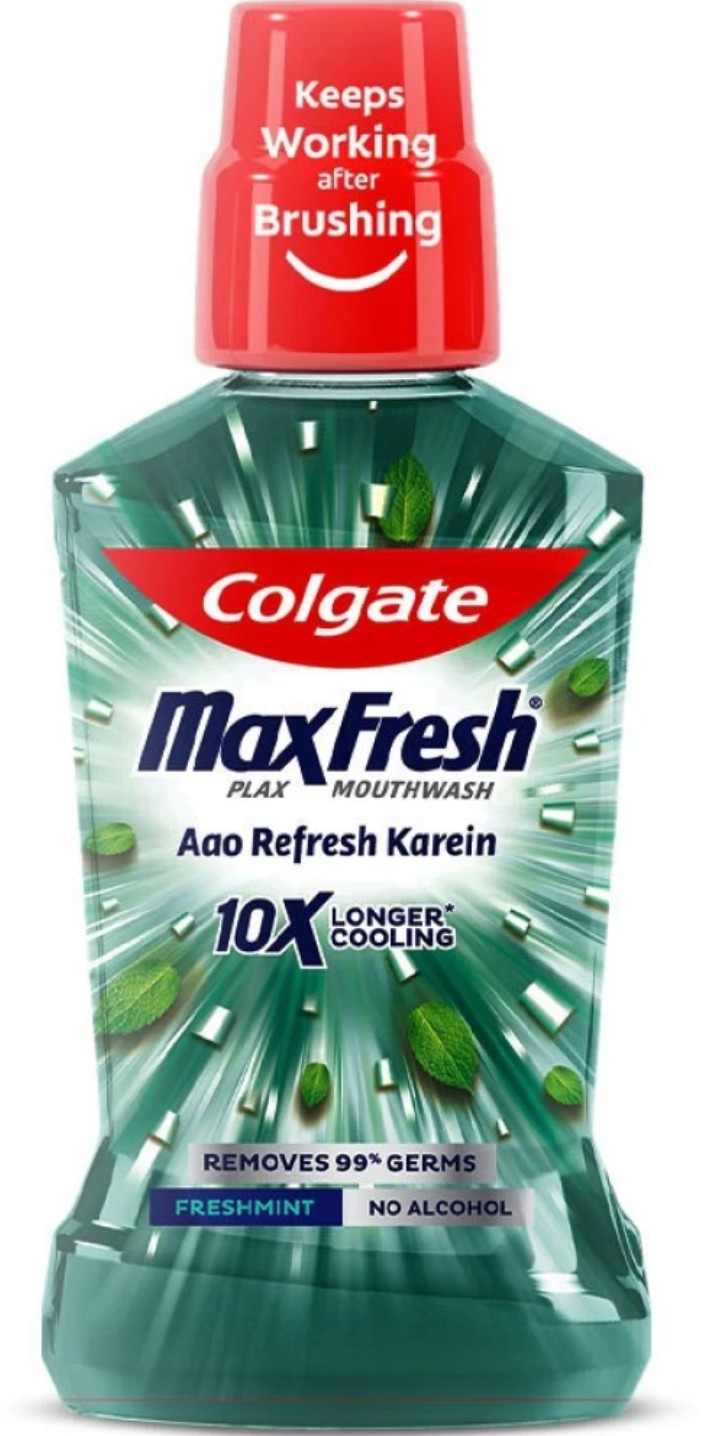 Keeps
Working
after
Brushing
Colgate
MaxFresh®
PLAX MOUTHWASH
Aao Refresh Karein
10X LONGER*
COOLING
REMOVES 99% GERMS
FRESHMINT NO ALCOHOL